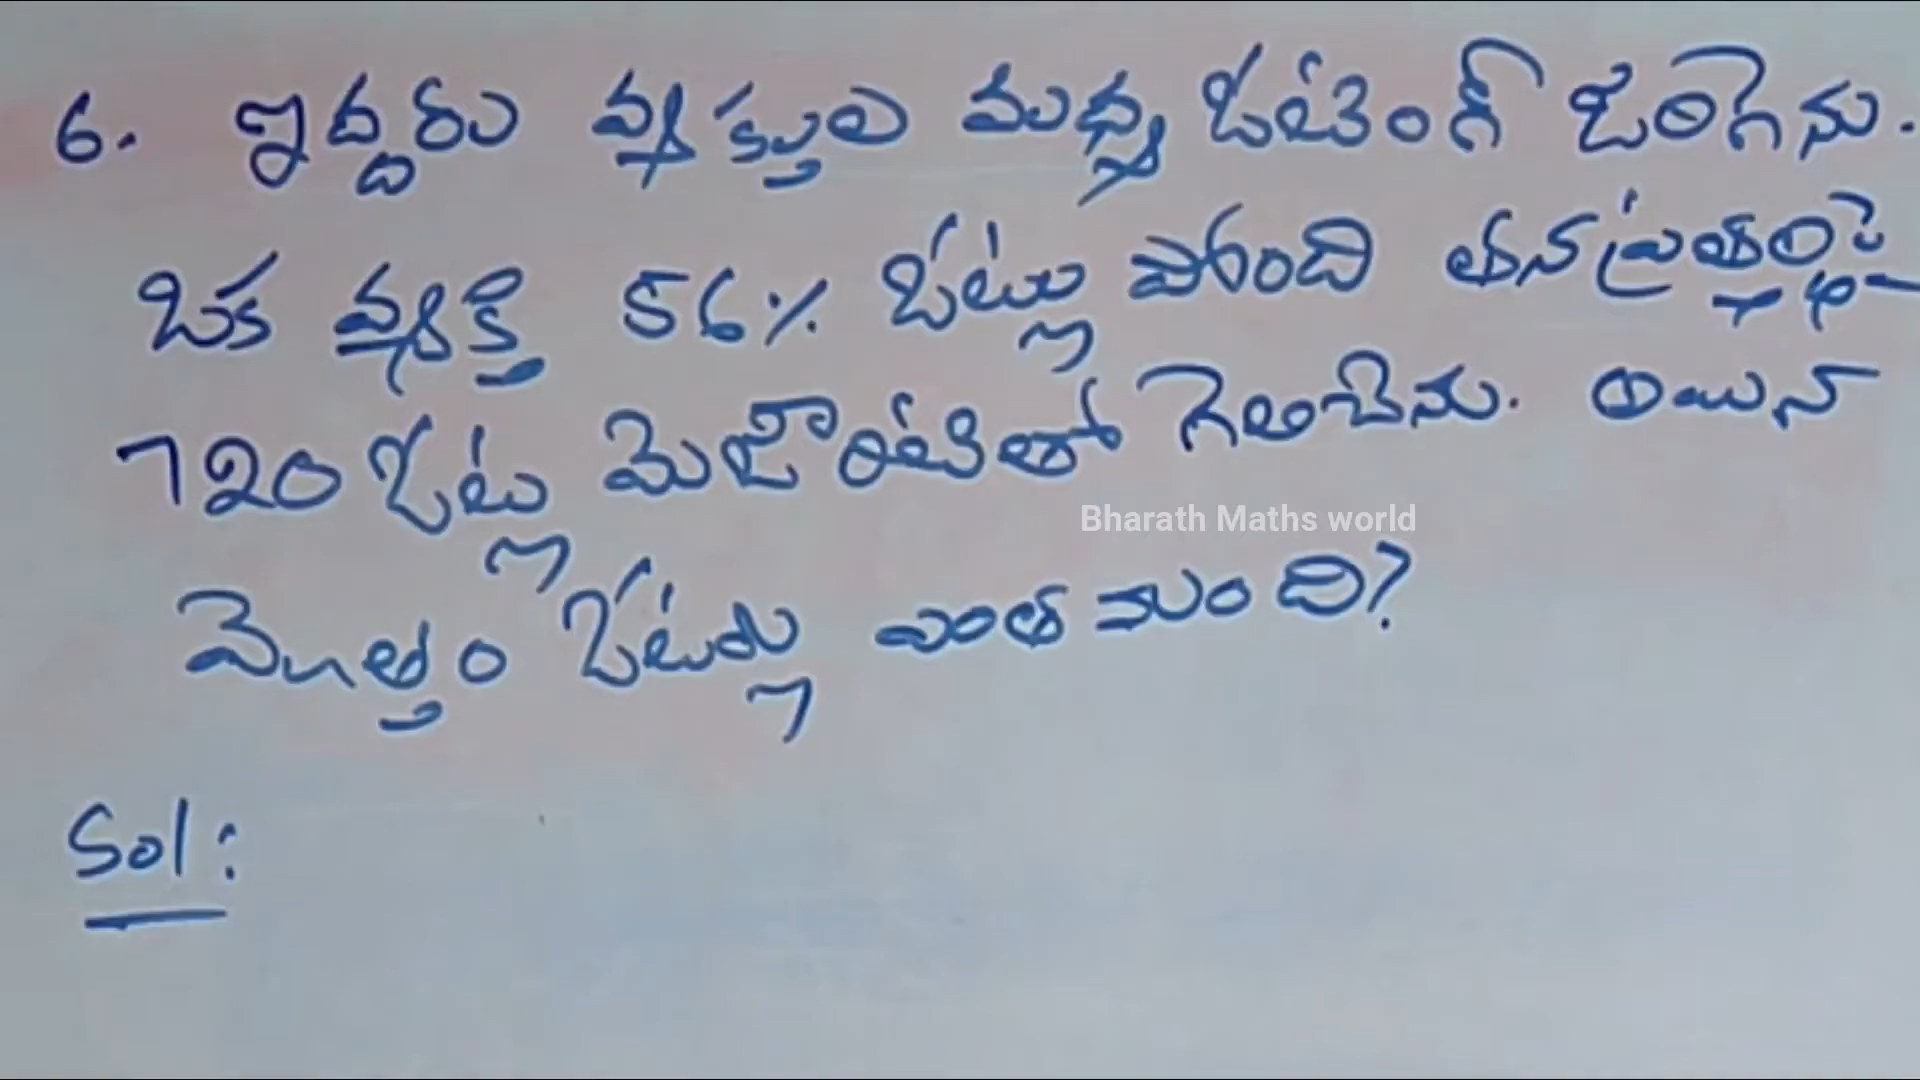 6. ఇద్దరు వ్యక్తుల మధ్య ఓటింగ్ జరిగెను.
ఒక వ్యక్తి 56% ఓట్లు పొంది తన ప్రత్యర్థిపై
720 ఓట్ల మెజారిటీతో గెలిచెను. అయిన
Bharath Maths world
మొత్తం ఓటర్లు ఎంత మంది?
Sol: